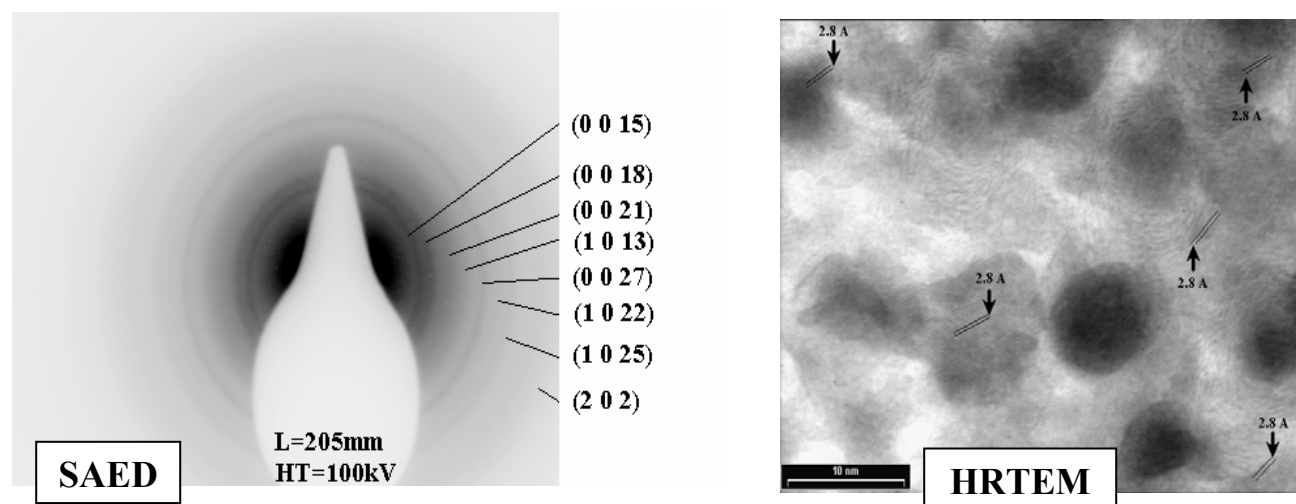 (0 0 15)
(0 0 18)
(0 0 21)
(1 0 13)
(0 0 27)
(1 0 22)
(1 0 25)
(2 0 2)
L=205mm
HT=100kV
SAED
2.8 A
2.8 A
2.8 A
2.8 A
2.8 A
10 nm
HRTEM